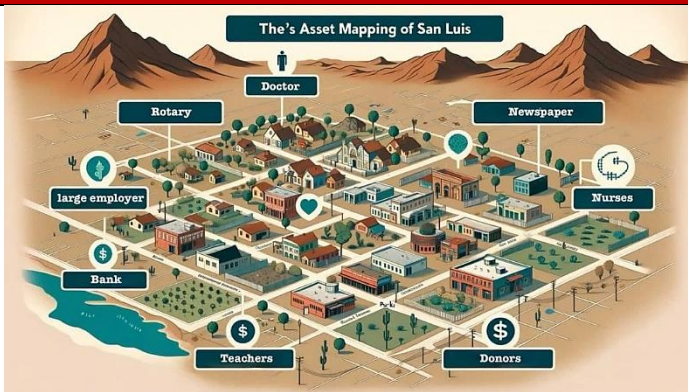 The's Asset Mapping of San Luis
Doctor
Rotary
Newspaper
large employer
Nurses
$
Bank
$
Teachers
$
Donors